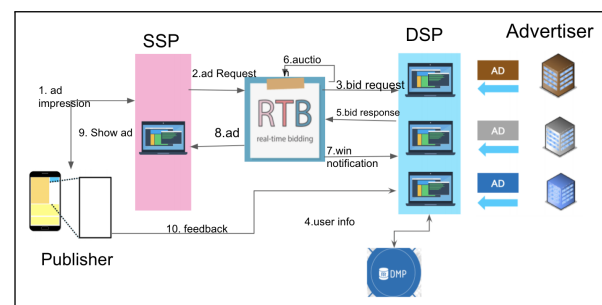 Advertiser
SSP
DSP
6.auctio
n
1. ad
impression
2.ad Request
3.bid request
AD
RTB
real-time bidding
5.bid response
9. Show ad
8.ad
AD
7.win
notification
AD
10. feedback
4.user info
Publisher
DMP